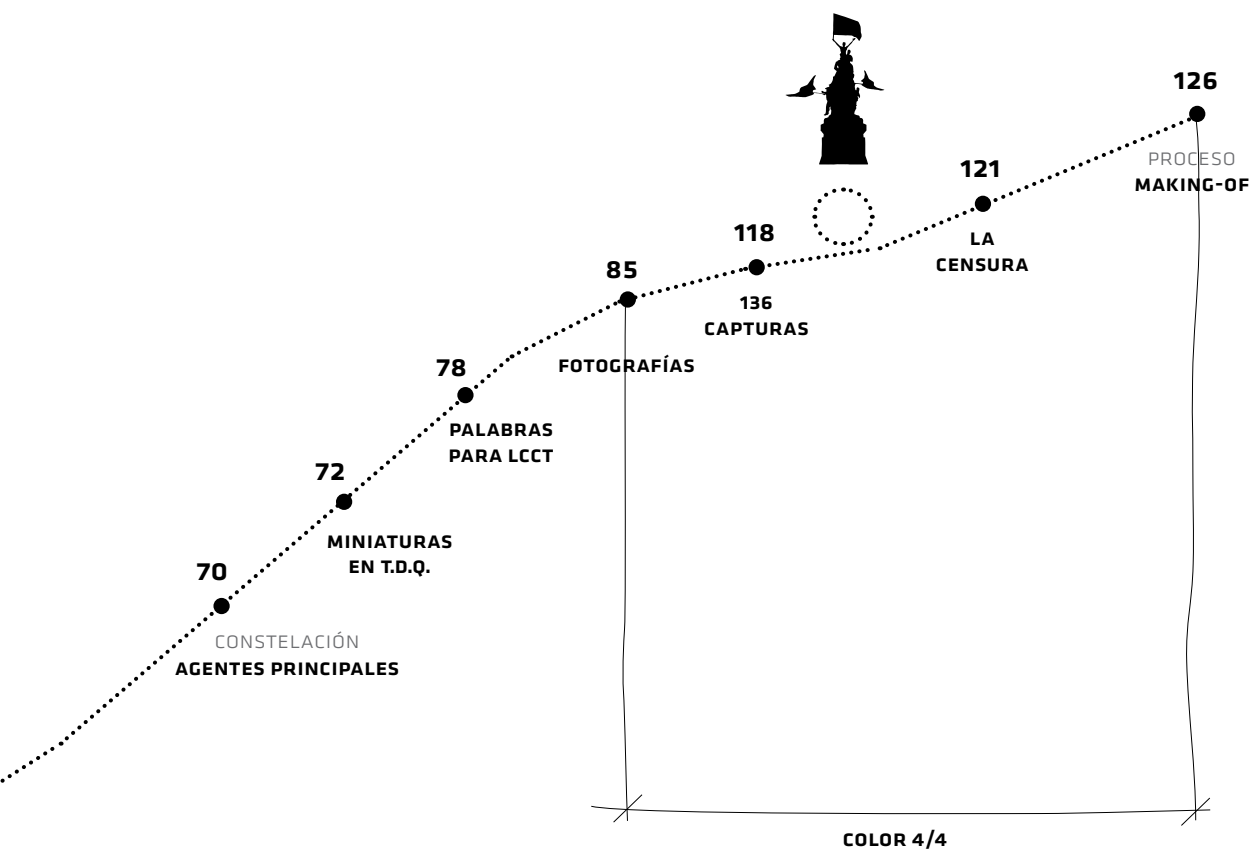 70
CONSTELACIÓN
AGENTES PRINCIPALES
72
MINIATURAS
EN T.D.Q.
78
PALABRAS
PARA LCCT
85
FOTOGRAFÍAS
118
136
CAPTURAS
121
LA
CENSURA
126
PROCESO
MAKING-OF
COLOR 4/4